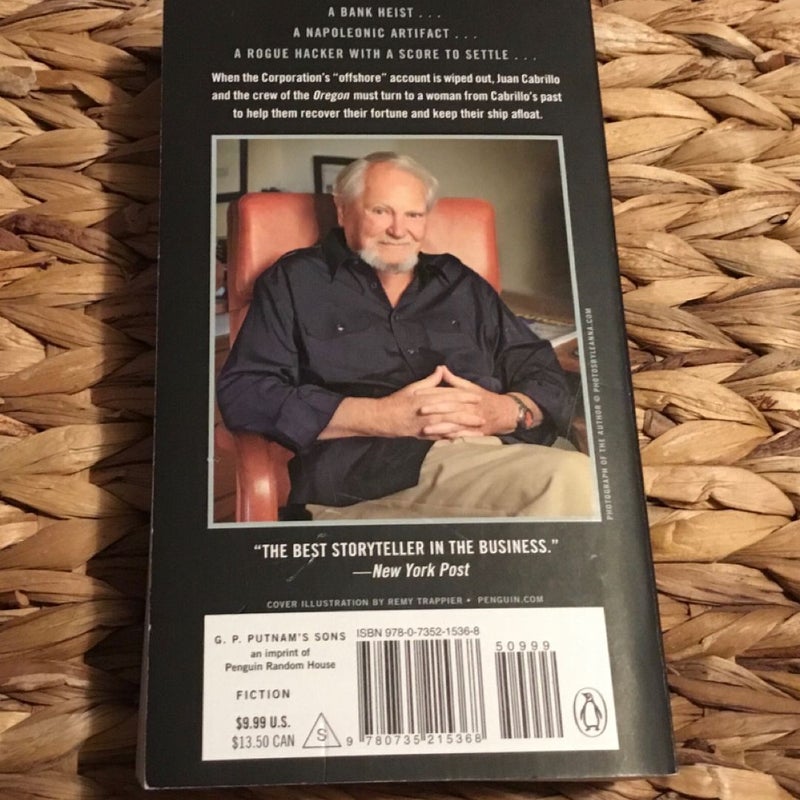 A BANK HEIST . . .
A NAPOLEONIC ARTIFACT . . .
A ROGUE HACKER WITH A SCORE TO SETTLE . . .
When the Corporation's "offshore" account is wiped out, Juan Cabrillo
and the crew of the Oregon must turn to a woman from Cabrillo's past
to help them recover their fortune and keep their ship afloat.
PHOTOGRAPH OF THE AUTHOR © PHOTOSBYLEANNA.COM
"THE BEST STORYTELLER IN THE BUSINESS."
—New York Post
COVER ILLUSTRATION BY REMY TRAPPIER • PENGUIN.COM
G. P. PUTNAM'S SONS
an imprint of
Penguin Random House
FICTION
$9.99 U.S.
$13.50 CAN
S
ISBN 978-0-7352-1536-8
50999
9 780735 215368